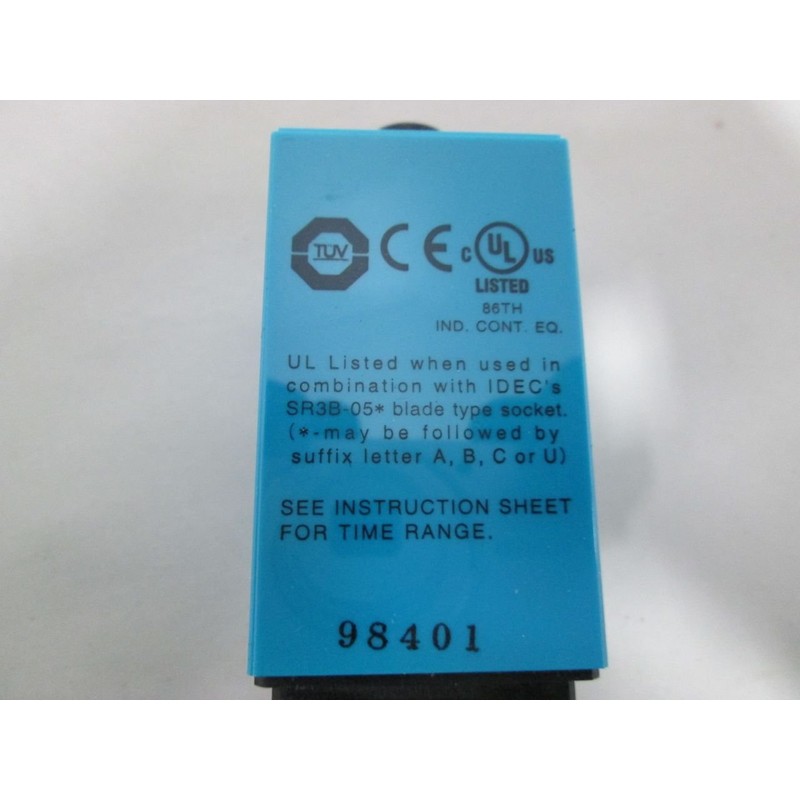 TÜV CE C UL US
LISTED
86TH
IND. CONT. EQ.
UL Listed when used in
combination with IDEC's
SR3B-05* blade type socket.
(*-may be followed by
suffix letter A, B, C or U)
SEE INSTRUCTION SHEET
FOR TIME RANGE.
98401